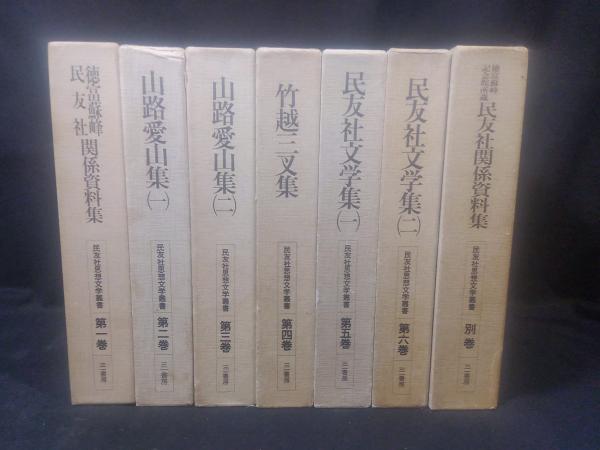 徳富蘇峰
民友社
関係資料集
民友社思想文学叢書
第一巻
三一書房
山路愛山集(一)
民友社思想文学叢書
第二巻
三一書房
山路愛山集(二)
民友社思想文学叢書
第三巻
三一書房
竹越三叉集
民友社思想文学叢書
第四巻
三一書房
民友社文学集(一)
民友社思想文学叢書
第五巻
三一書房
民友社文学集(二)
民友社思想文学叢書
第六巻
三一書房
徳富蘇峰
記念館所蔵
民友社関係資料集
民友社思想文学叢書
別巻
三一書房